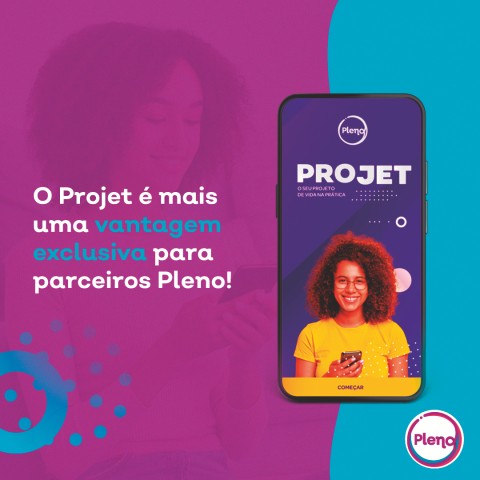 O Projet é mais
uma vantagem
exclusiva para
parceiros Pleno!
Pleno
PROJET
O SEU PROJETO
DE VIDA NA PRÁTICA
COMEÇAR
Pleno